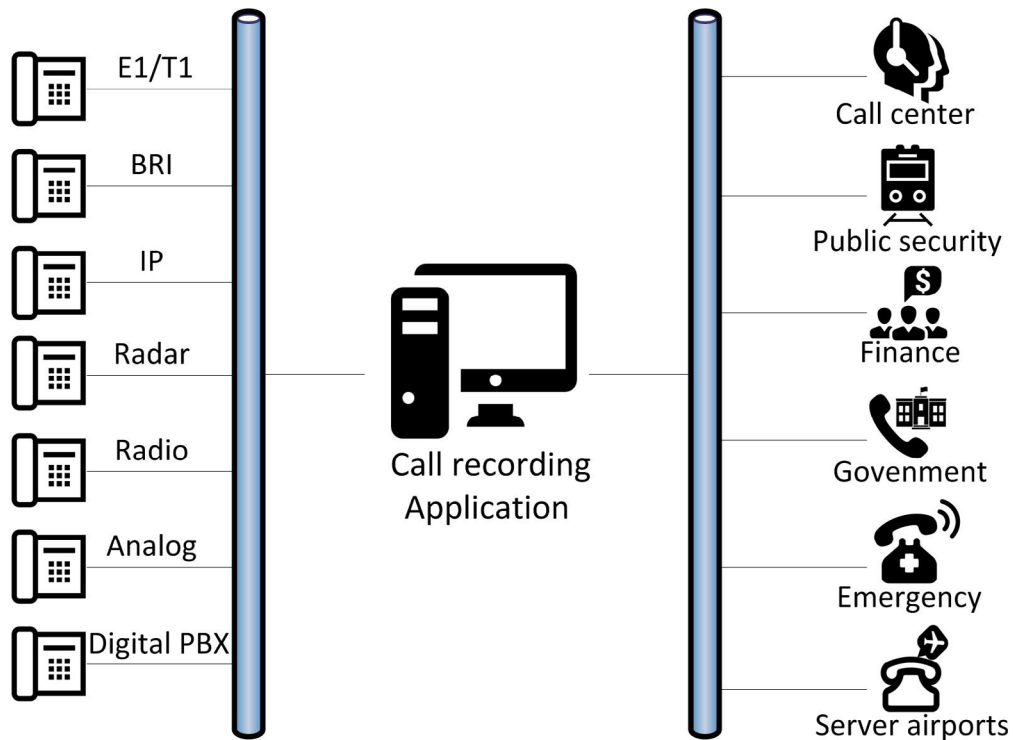 E1/T1
BRI
IP
Radar
Radio
Analog
Digital PBX
Call recording
Application
Call center
Public security
$
Finance
Govenment
Emergency
Server airports